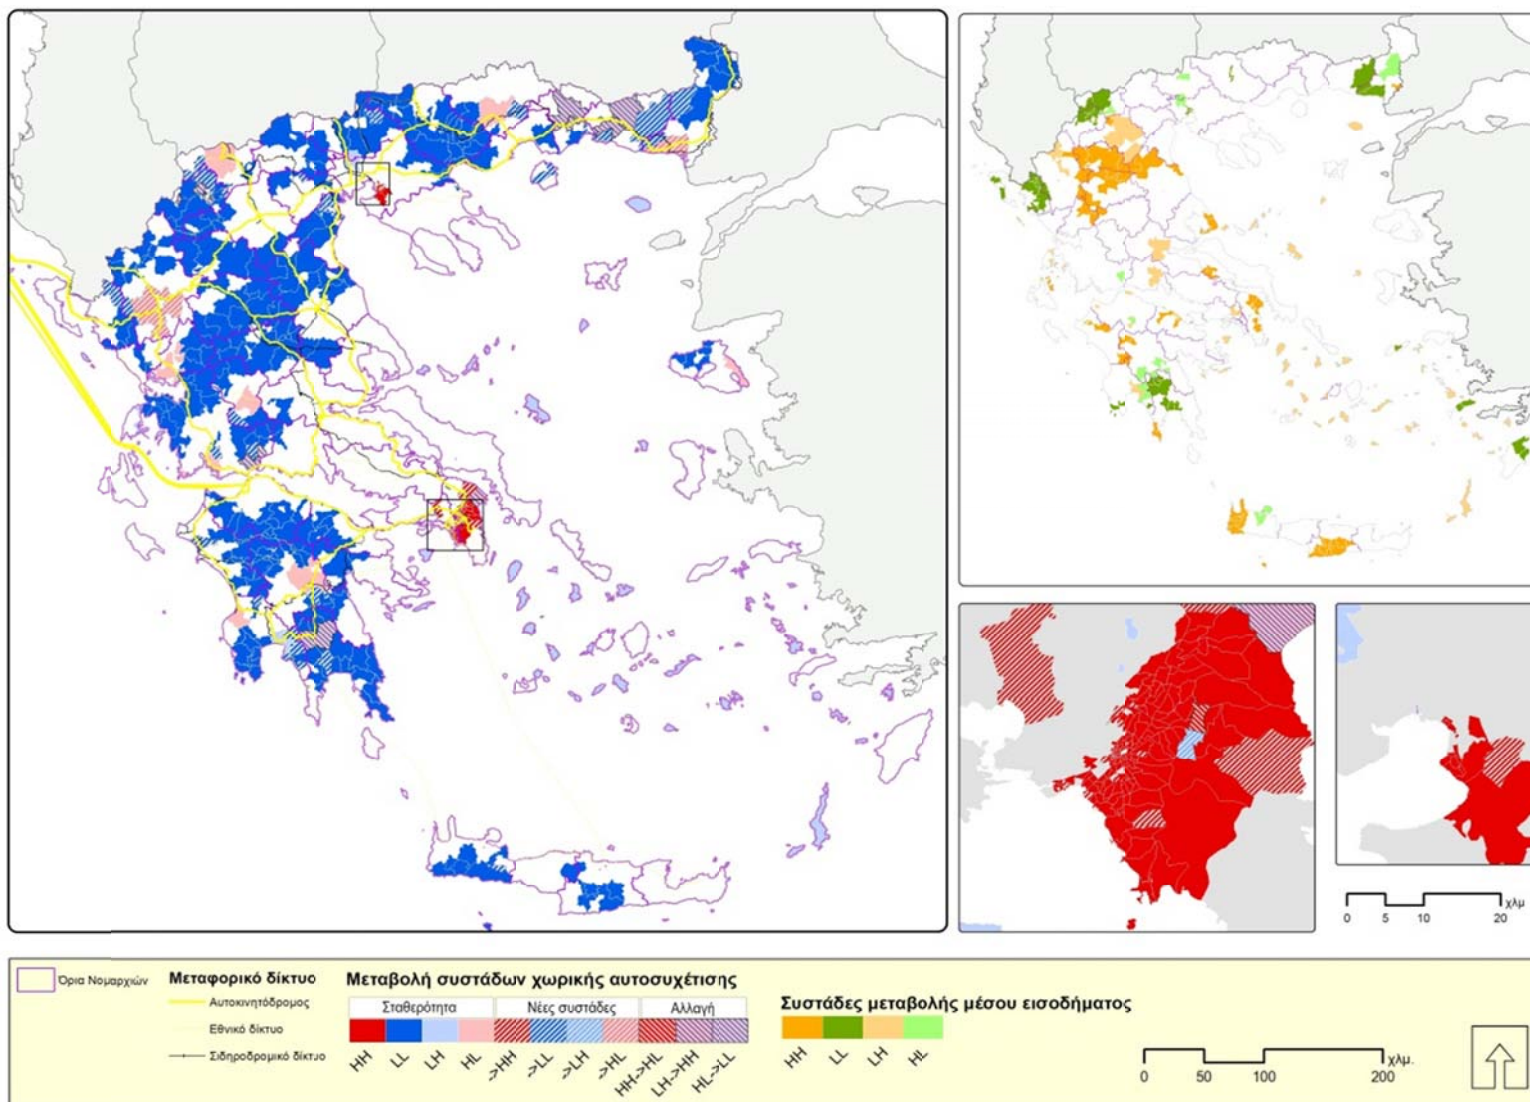 χλμ
0 5 10 20
Όρια Νομαρχιών
Μεταφορικό δίκτυο
Αυτοκινητόδρομος
Εθνικό δίκτυο
Σιδηροδρομικό δίκτυο
Μεταβολή συστάδων χωρικής αυτοσυχέτισης
Σταθερότητα Νέες συστάδες Αλλαγή
HH LL LH HL ->HH ->LL ->LH ->HL HH->HL LH->HH HL->LL
Συστάδες μεταβολής μέσου εισοδήματος
HH LL LH HL
χλμ.
0 50 100 200